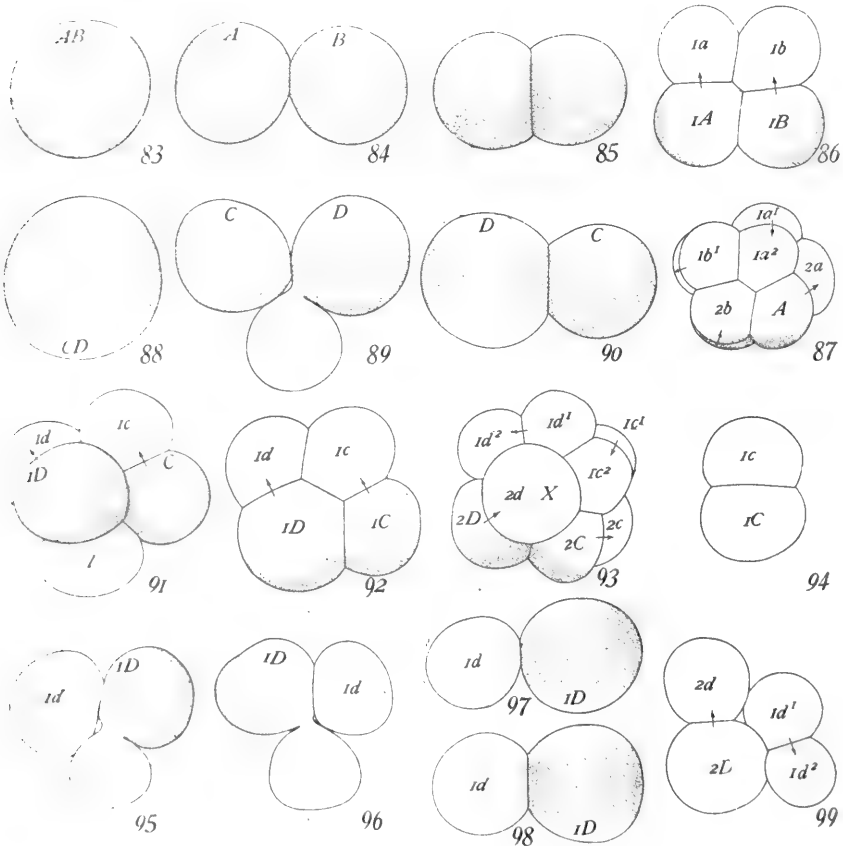 AB
83
A B
84
85
1a 1b
1A 1B
86
CD
88
C D
89
D C
90
1a¹
1b¹ 1a² 2a
2b A
87
1c
1d
1D C
91
1d 1c
1D 1C
92
1d¹ 1c¹
1d² 1c²
2d X
2D 2C 2c
93
1c
1C
94
1D
1d
95
1D 1d
96
1d 1D
97
1d 1D
98
2d 1d¹
2D 1d²
99